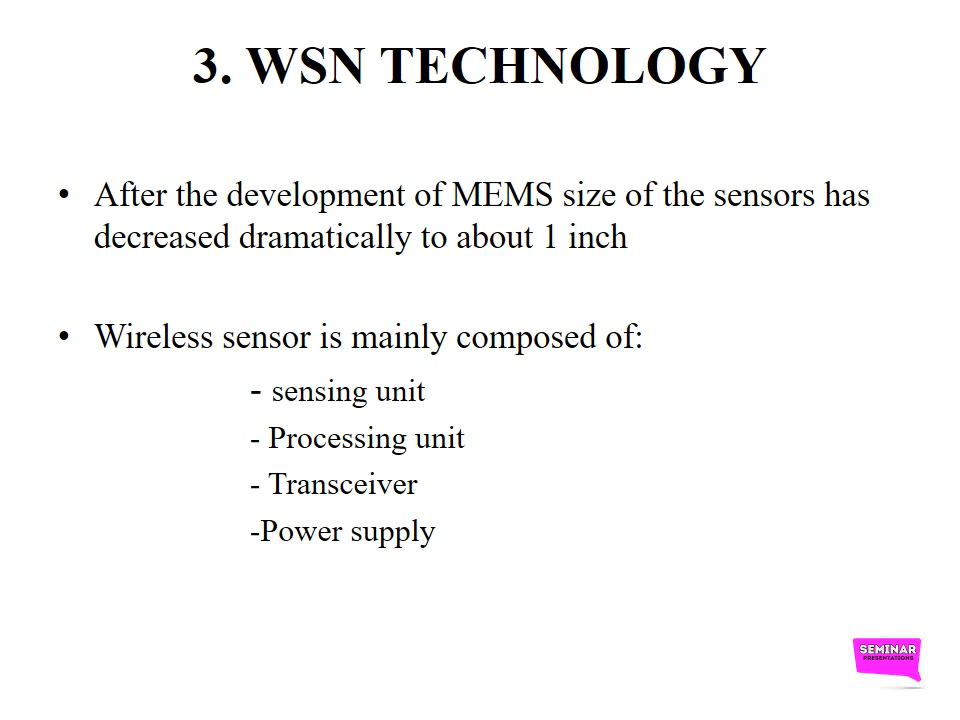 3. WSN TECHNOLOGY
• After the development of MEMS size of the sensors has
decreased dramatically to about 1 inch
• Wireless sensor is mainly composed of:
- sensing unit
- Processing unit
- Transceiver
-Power supply
SEMINAR
PRESENTATIONS